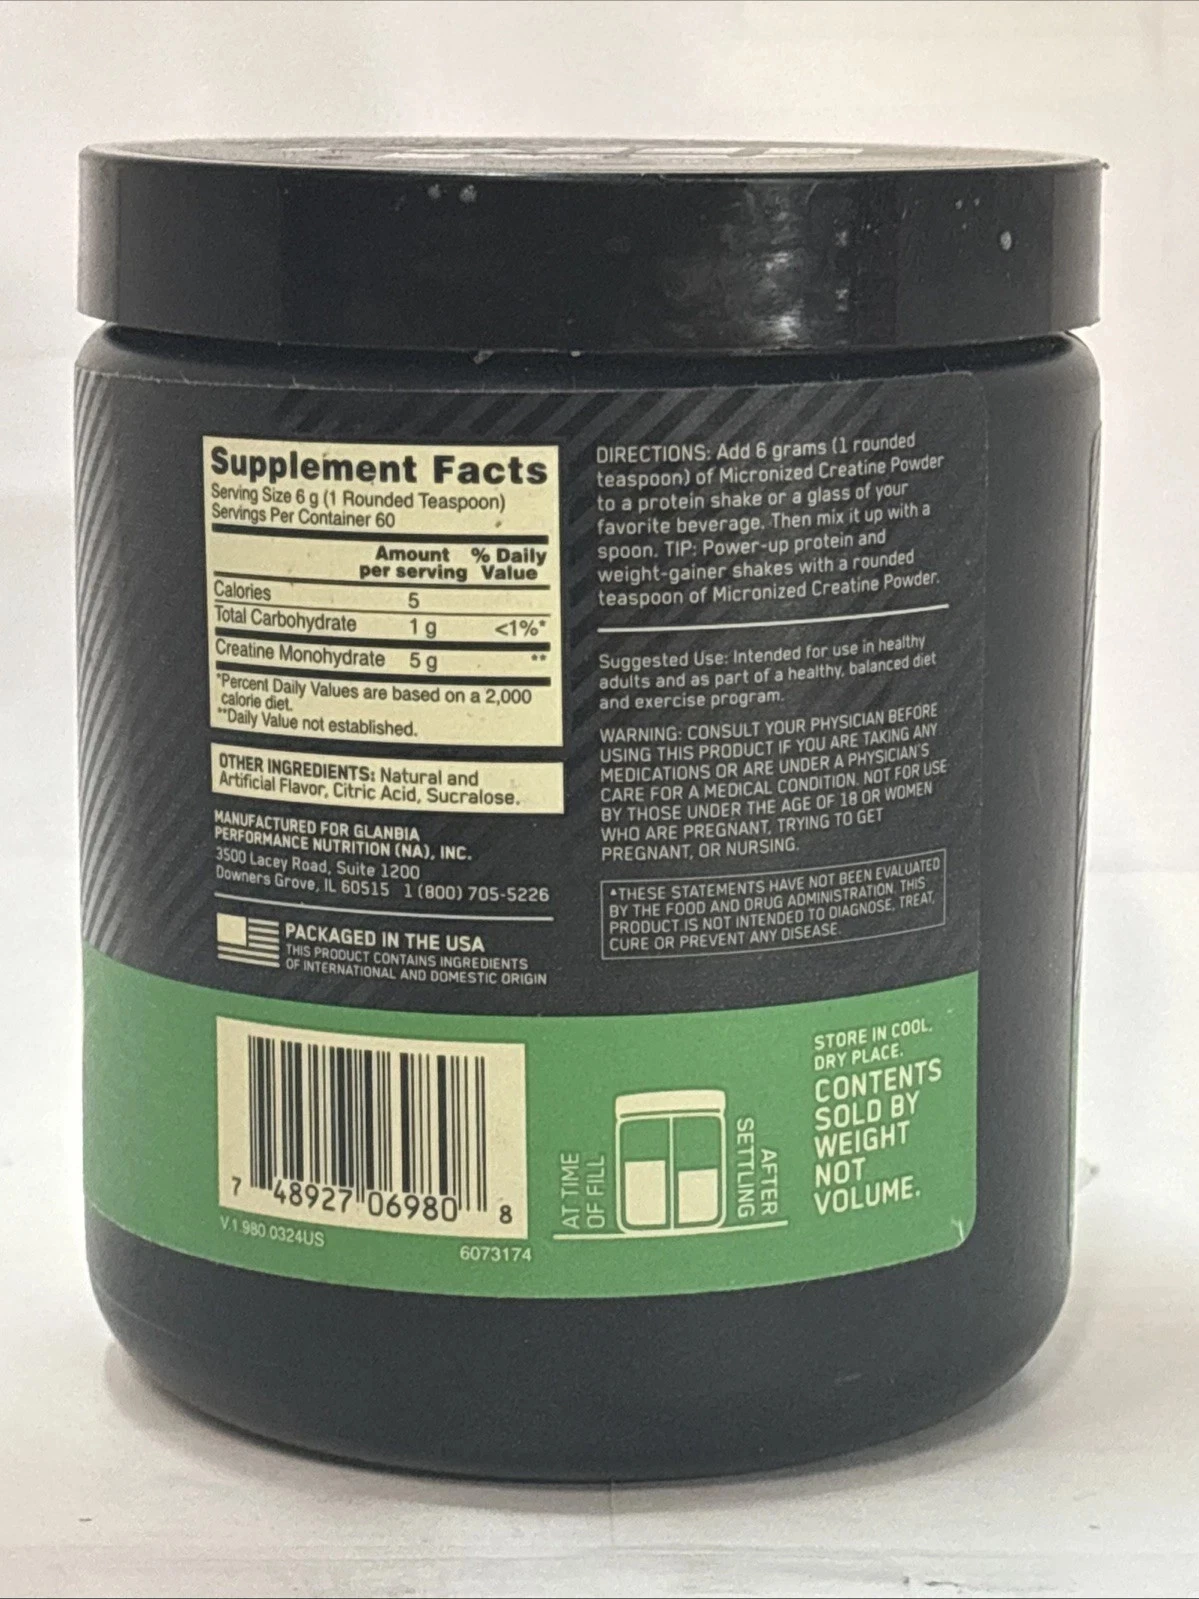 Supplement Facts
Serving Size 6 g (1 Rounded Teaspoon)
Servings Per Container 60
Amount per serving % Daily Value
Calories 5
Total Carbohydrate 1 g <1%*
Creatine Monohydrate 5 g **
*Percent Daily Values are based on a 2,000
calorie diet.
**Daily Value not established.
OTHER INGREDIENTS: Natural and
Artificial Flavor, Citric Acid, Sucralose.
MANUFACTURED FOR GLANBIA
PERFORMANCE NUTRITION (NA), INC.
3500 Lacey Road, Suite 1200
Downers Grove, IL 60515 1 (800) 705-5226
PACKAGED IN THE USA
THIS PRODUCT CONTAINS INGREDIENTS
OF INTERNATIONAL AND DOMESTIC ORIGIN
DIRECTIONS: Add 6 grams (1 rounded
teaspoon) of Micronized Creatine Powder
to a protein shake or a glass of your
favorite beverage. Then mix it up with a
spoon. TIP: Power-up protein and
weight-gainer shakes with a rounded
teaspoon of Micronized Creatine Powder.
Suggested Use: Intended for use in healthy
adults and as part of a healthy, balanced diet
and exercise program.
WARNING: CONSULT YOUR PHYSICIAN BEFORE
USING THIS PRODUCT IF YOU ARE TAKING ANY
MEDICATIONS OR ARE UNDER A PHYSICIAN'S
CARE FOR A MEDICAL CONDITION. NOT FOR USE
BY THOSE UNDER THE AGE OF 18 OR WOMEN
WHO ARE PREGNANT, TRYING TO GET
PREGNANT, OR NURSING.
*THESE STATEMENTS HAVE NOT BEEN EVALUATED
BY THE FOOD AND DRUG ADMINISTRATION. THIS
PRODUCT IS NOT INTENDED TO DIAGNOSE, TREAT,
CURE OR PREVENT ANY DISEASE.
7 48927 06980 8
V.1.980.0324US
6073174
AT TIME
OF FILL
AFTER
SETTLING
STORE IN COOL,
DRY PLACE.
CONTENTS
SOLD BY
WEIGHT
NOT
VOLUME.